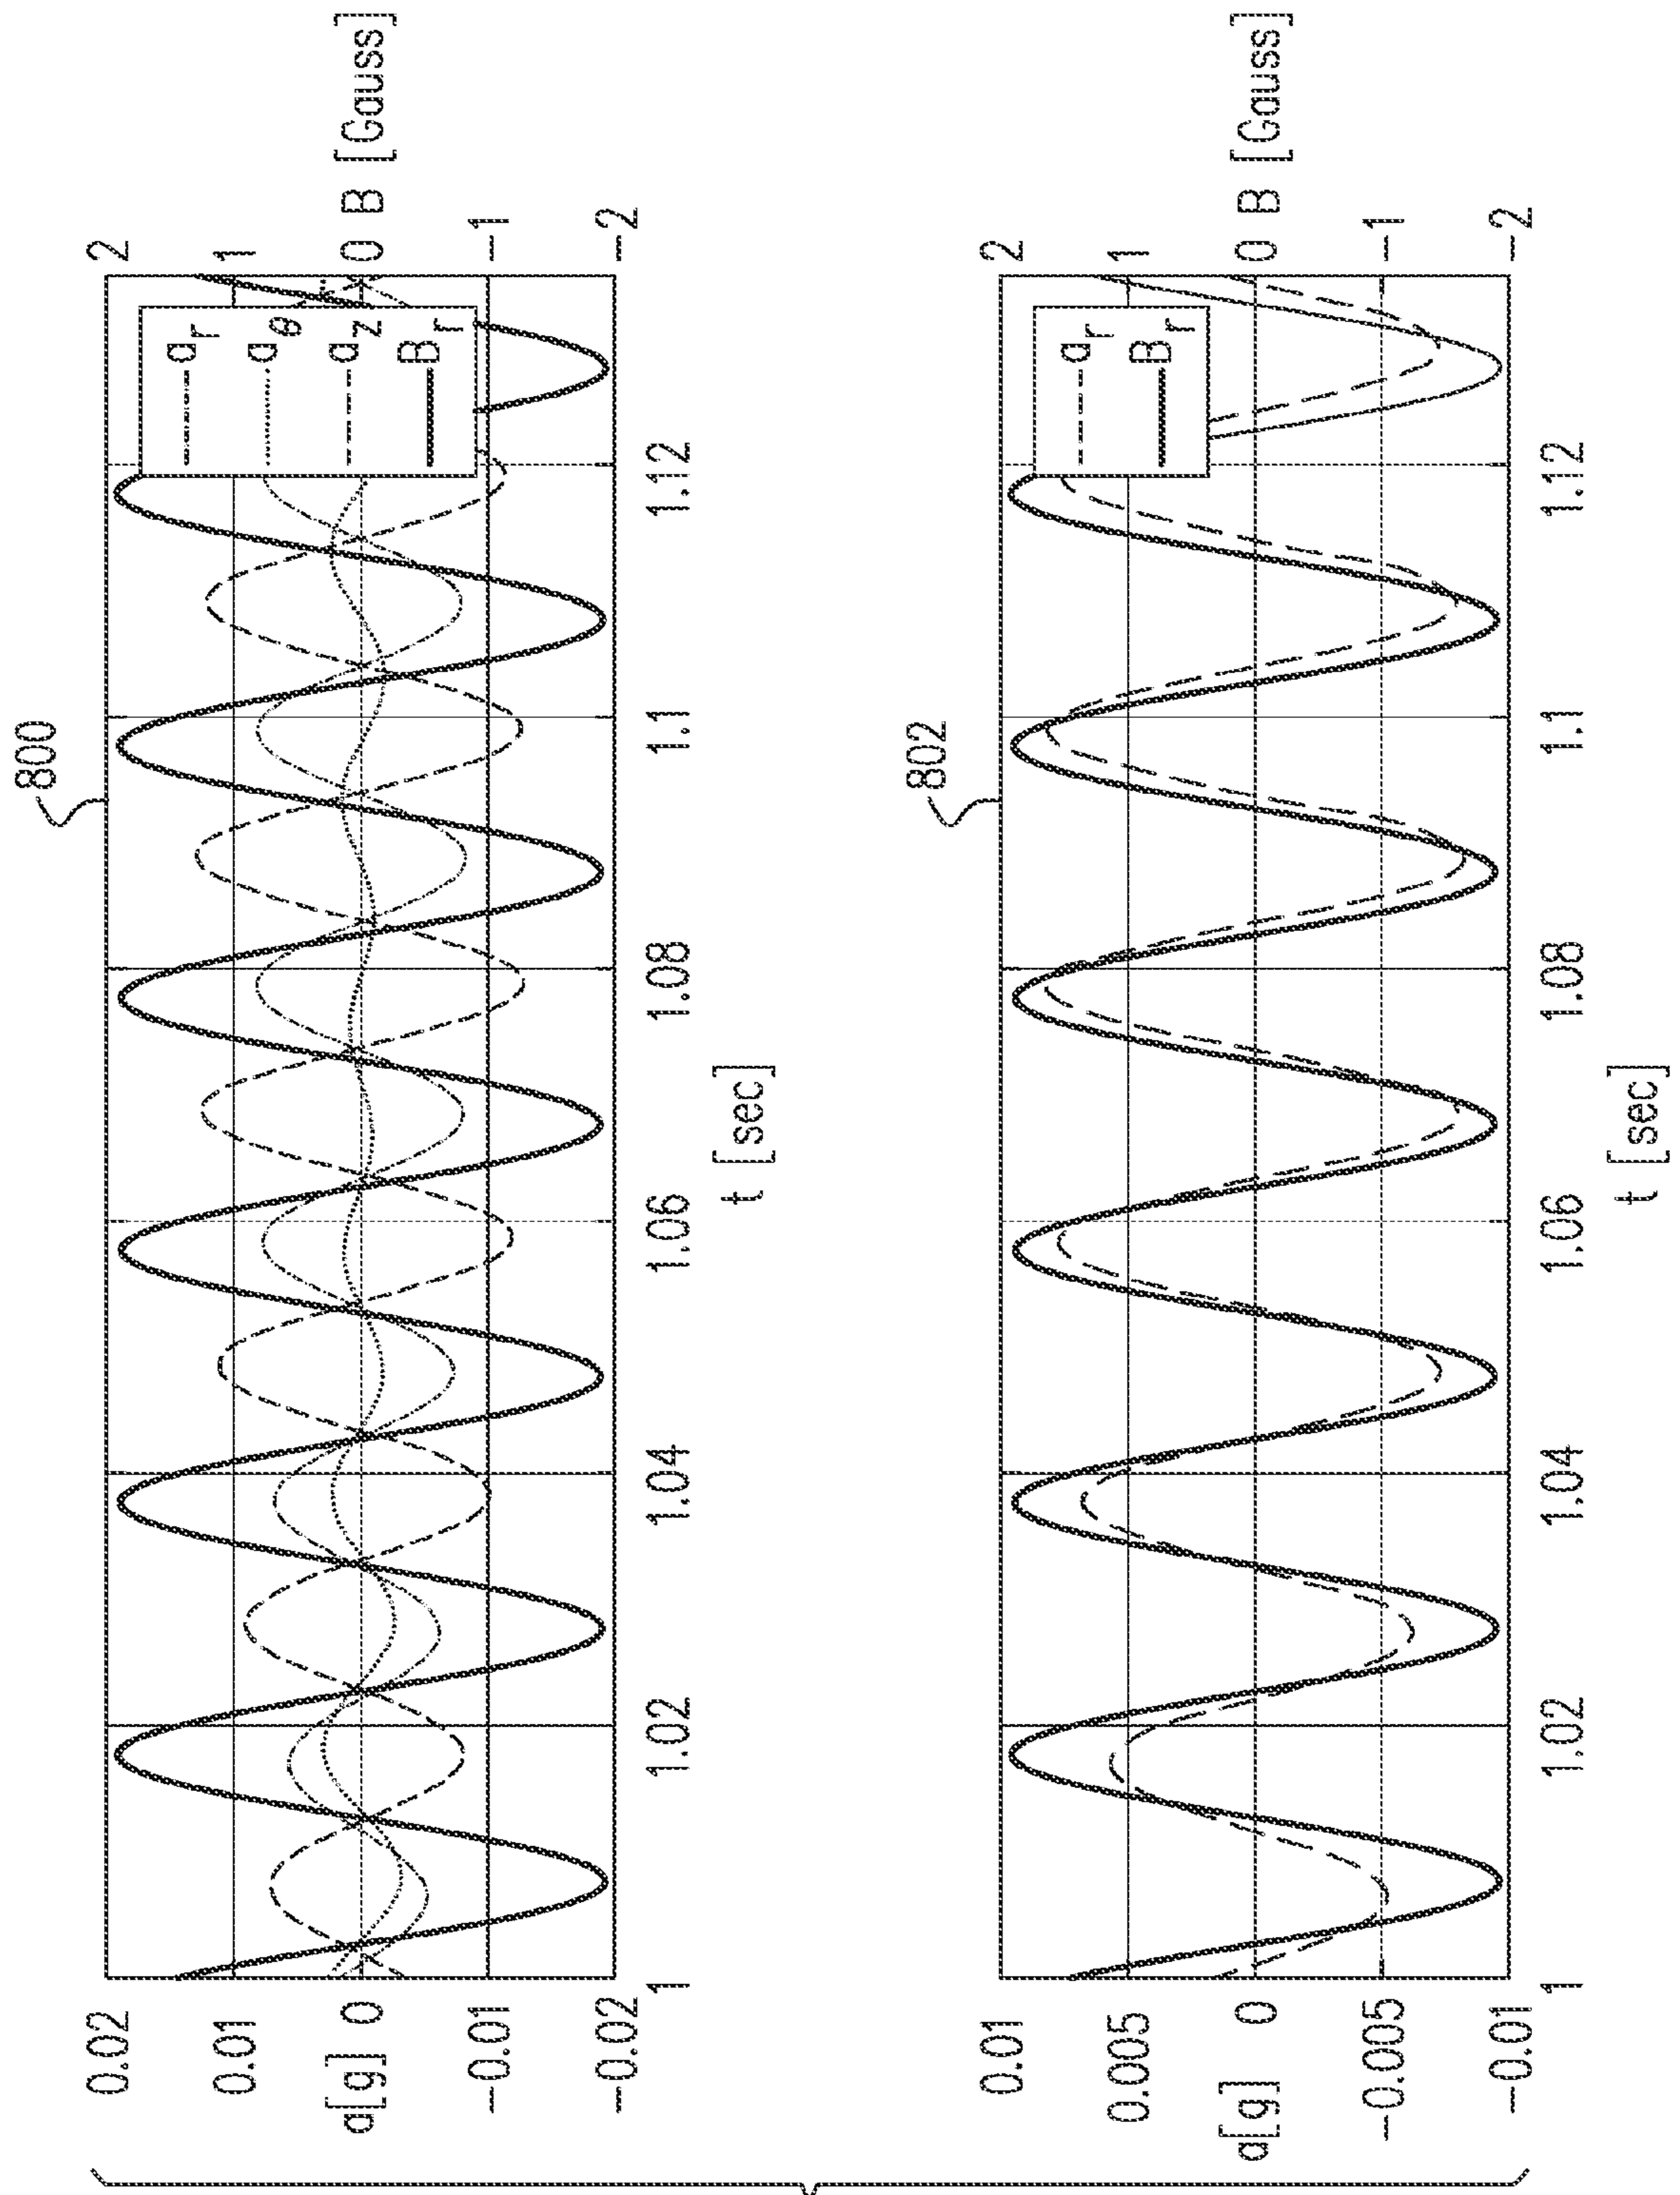 800
0.02
0.01
a[g] 0
-0.01
-0.02
2
1
0 B [Gauss]
-1
-2
a_r
a_θ
a_z
B_r
1
1.02
1.04
1.06
1.08
1.1
1.12
t[sec]
802
0.01
0.005
a[g] 0
-0.005
-0.01
2
1
0 B [Gauss]
-1
-2
a_r
B_r
1
1.02
1.04
1.06
1.08
1.1
1.12
t[sec]